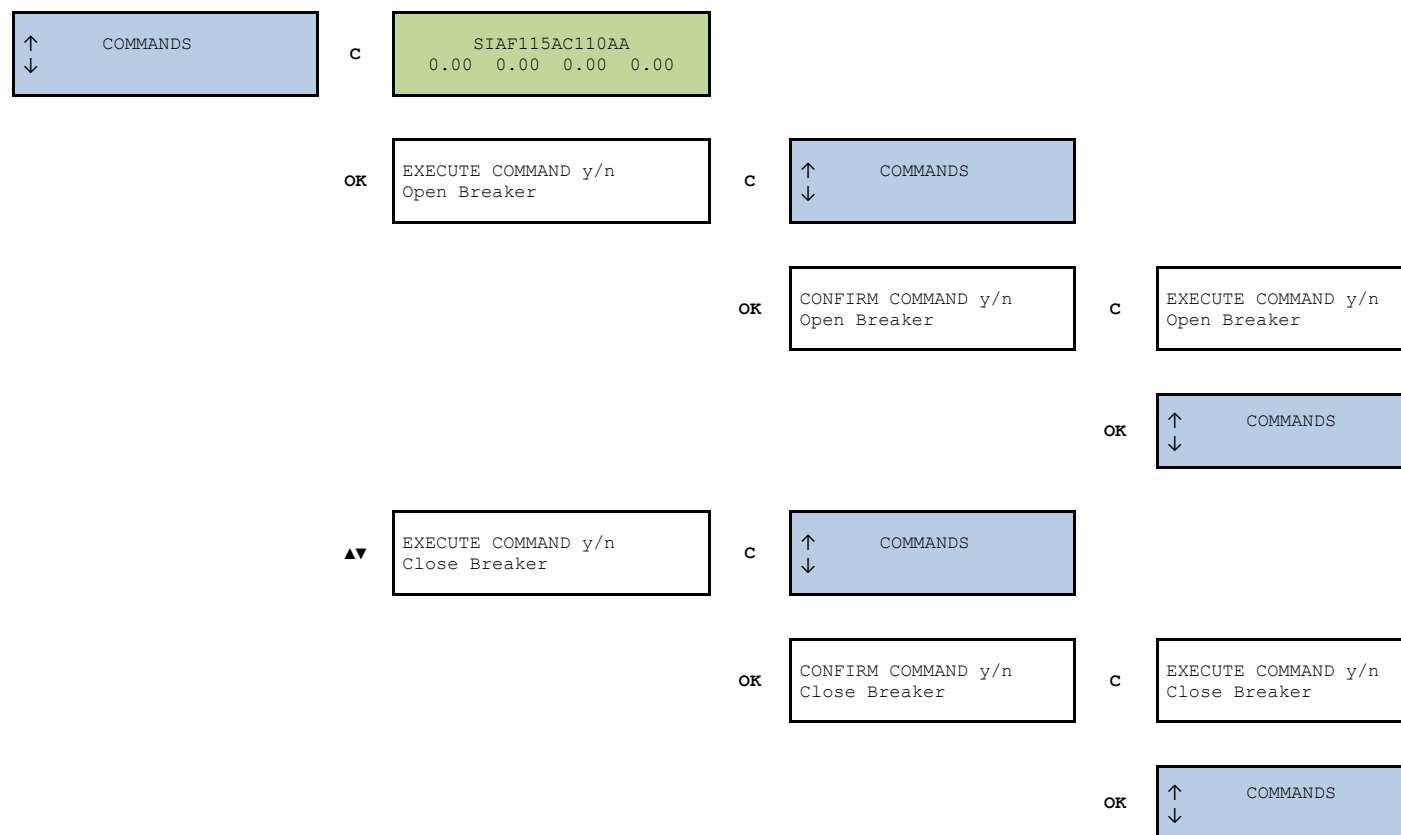 ↑ COMMANDS
↓
C
SIAF115AC110AA
0.00 0.00 0.00 0.00
OK
EXECUTE COMMAND y/n
Open Breaker
C
↑ COMMANDS
↓
OK
CONFIRM COMMAND y/n
Open Breaker
C
EXECUTE COMMAND y/n
Open Breaker
OK
↑ COMMANDS
↓
▲▼
EXECUTE COMMAND y/n
Close Breaker
C
↑ COMMANDS
↓
OK
CONFIRM COMMAND y/n
Close Breaker
C
EXECUTE COMMAND y/n
Close Breaker
OK
↑ COMMANDS
↓